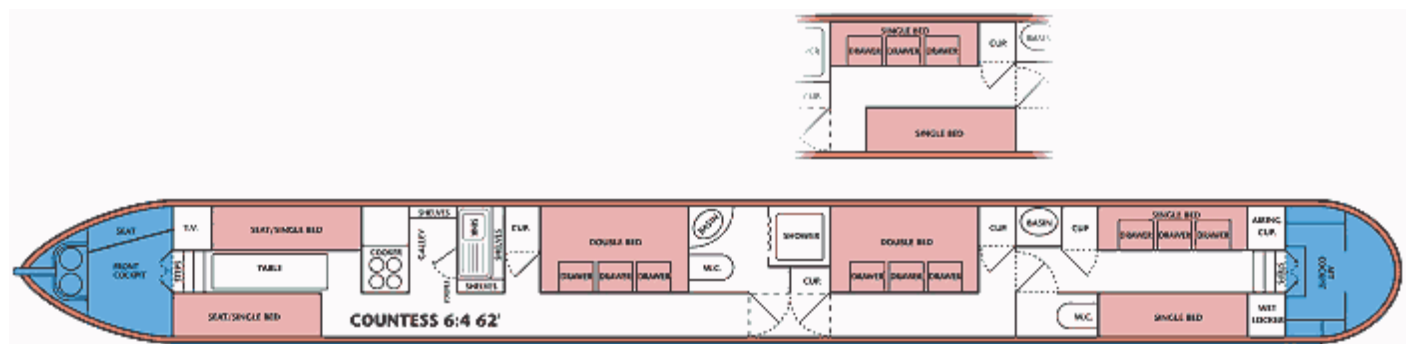 SINGLE BED
DRAWER DRAWER DRAWER
CUP.
CUP.
SINGLE BED
SEAT
FRONT
COCKPIT
STEPS
T.V.
SEAT/SINGLE BED
TABLE
SEAT/SINGLE BED
COOKER
SHELVES
GALLEY
FRIDGE
SINK
SHELVES
SHELVES
CUP.
DOUBLE BED
DRAWER DRAWER DRAWER
BASIN
W.C.
SHOWER
CUP.
DOUBLE BED
DRAWER DRAWER DRAWER
CUP.
BASIN
CUP
W.C.
SINGLE BED
DRAWER DRAWER DRAWER
SINGLE BED
AIRING
CUP.
STEPS
WET
LOCKER
AFT
COCKPIT
COUNTESS 6:4 62'